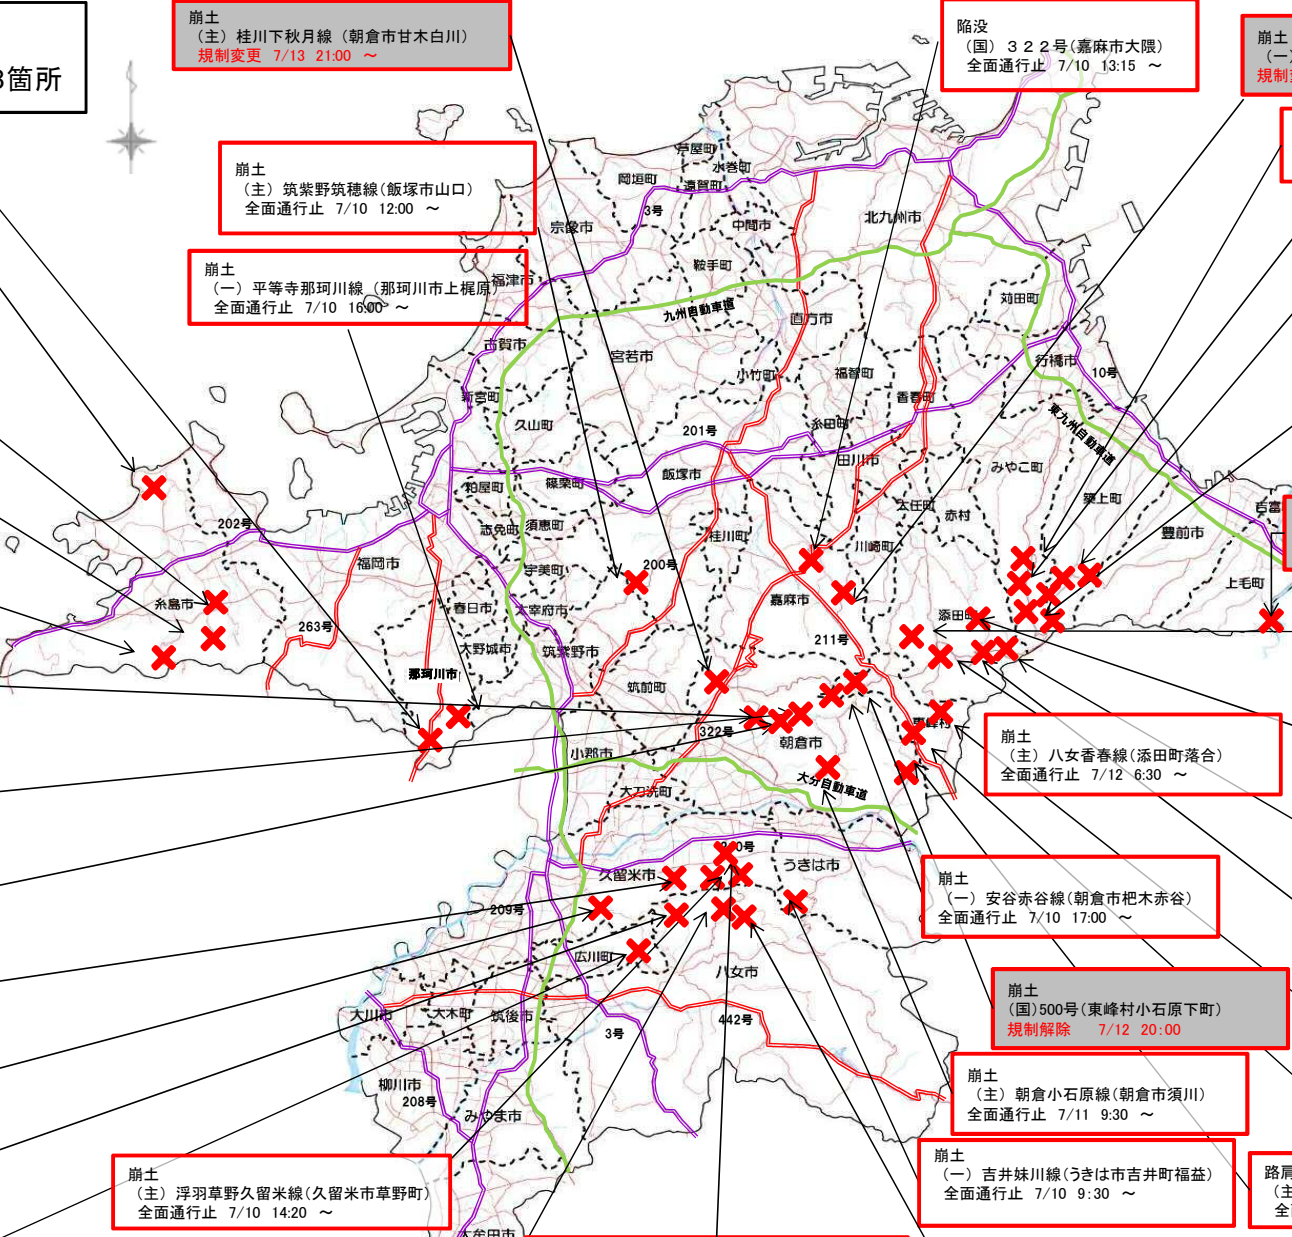 3箇所
崩土
（主）桂川下秋月線（朝倉市甘木白川）
規制変更 7/13 21:00 ～
陥没
（国）３２２号(嘉麻市大隈)
全面通行止 7/10 13:15 ～
崩土
（一）
規制
崩土
（主）筑紫野筑穂線(飯塚市山口)
全面通行止 7/10 12:00 ～
崩土
（一）平等寺那珂川線（那珂川市上梶原）
全面通行止 7/10 16:00 ～
芦屋町
水巻町
岡垣町
遠賀町
3号
宗像市
中間市
北九州市
鞍手町
福津市
九州自動車道
直方市
苅田町
古賀市
宮若市
小竹町
福智町
行橋市
10号
新宮町
香春町
久山町
201号
糸田町
東九州自動車道
飯塚市
田川市
みやこ町
粕屋町
篠栗町
築上町
大任町
赤村
吉富
202号
志免町
須恵町
桂川町
豊前市
福岡市
宇美町
200号
川崎町
上毛町
糸島市
春日市
太宰府市
嘉麻市
添田町
263号
大野城市
筑紫野市
211号
那珂川市
筑前町
322号
朝倉市
東峰村
小郡市
大刀洗町
大分自動車道
崩土
（主）八女香春線(添田町落合)
全面通行止 7/12 6:30 ～
210号
うきは市
久留米市
209号
崩土
（一）安谷赤谷線(朝倉市杷木赤谷)
全面通行止 7/10 17:00 ～
広川町
八女市
大川市
大木町
筑後市
3号
442号
崩土
(国)500号(東峰村小石原下町)
規制解除 7/12 20:00
柳川市
208号
みやま市
崩土
（主）朝倉小石原線(朝倉市須川)
全面通行止 7/11 9:30 ～
崩土
（一）吉井妹川線(うきは市吉井町福益)
全面通行止 7/10 9:30 ～
崩土
（主）浮羽草野久留米線(久留米市草野町)
全面通行止 7/10 14:20 ～
路肩
（主
全面
大牟田市